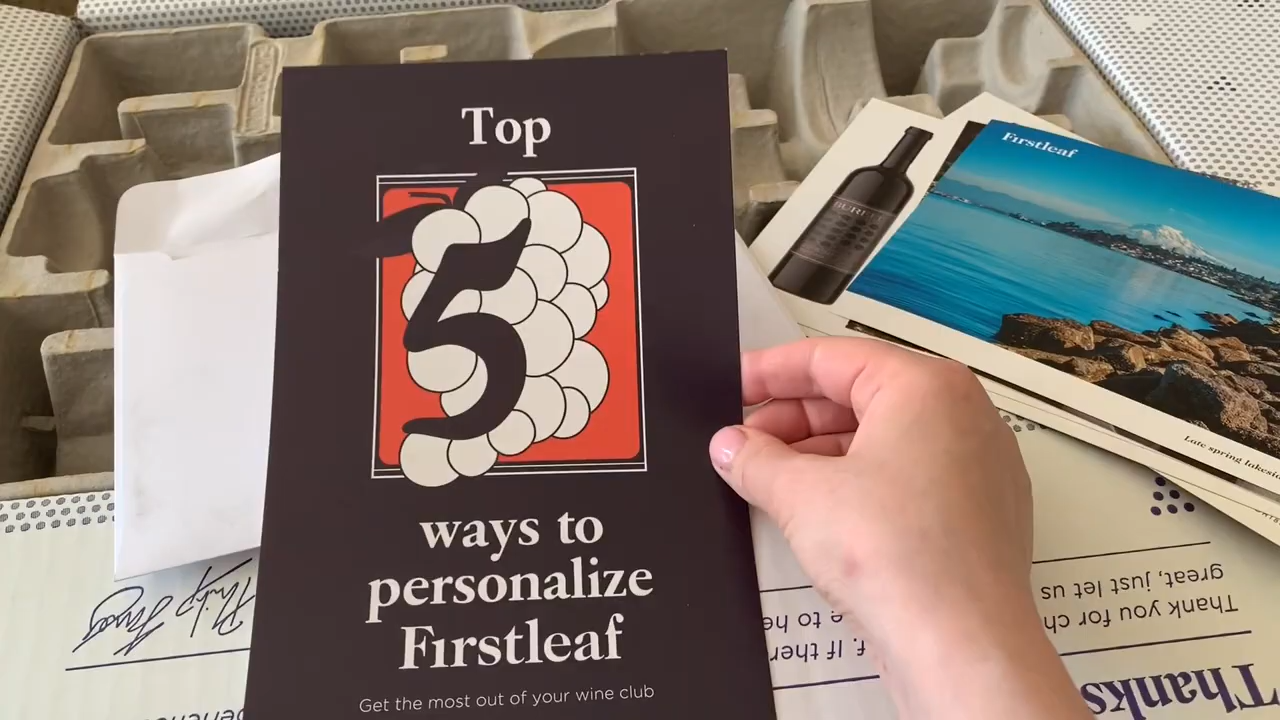 Top
5
ways to
personalize
Firstleaf
Get the most out of your wine club
Firstleaf
Late spring lakeside
Thanks
Thank you for ch
great, just let us
f. If ther
e to he